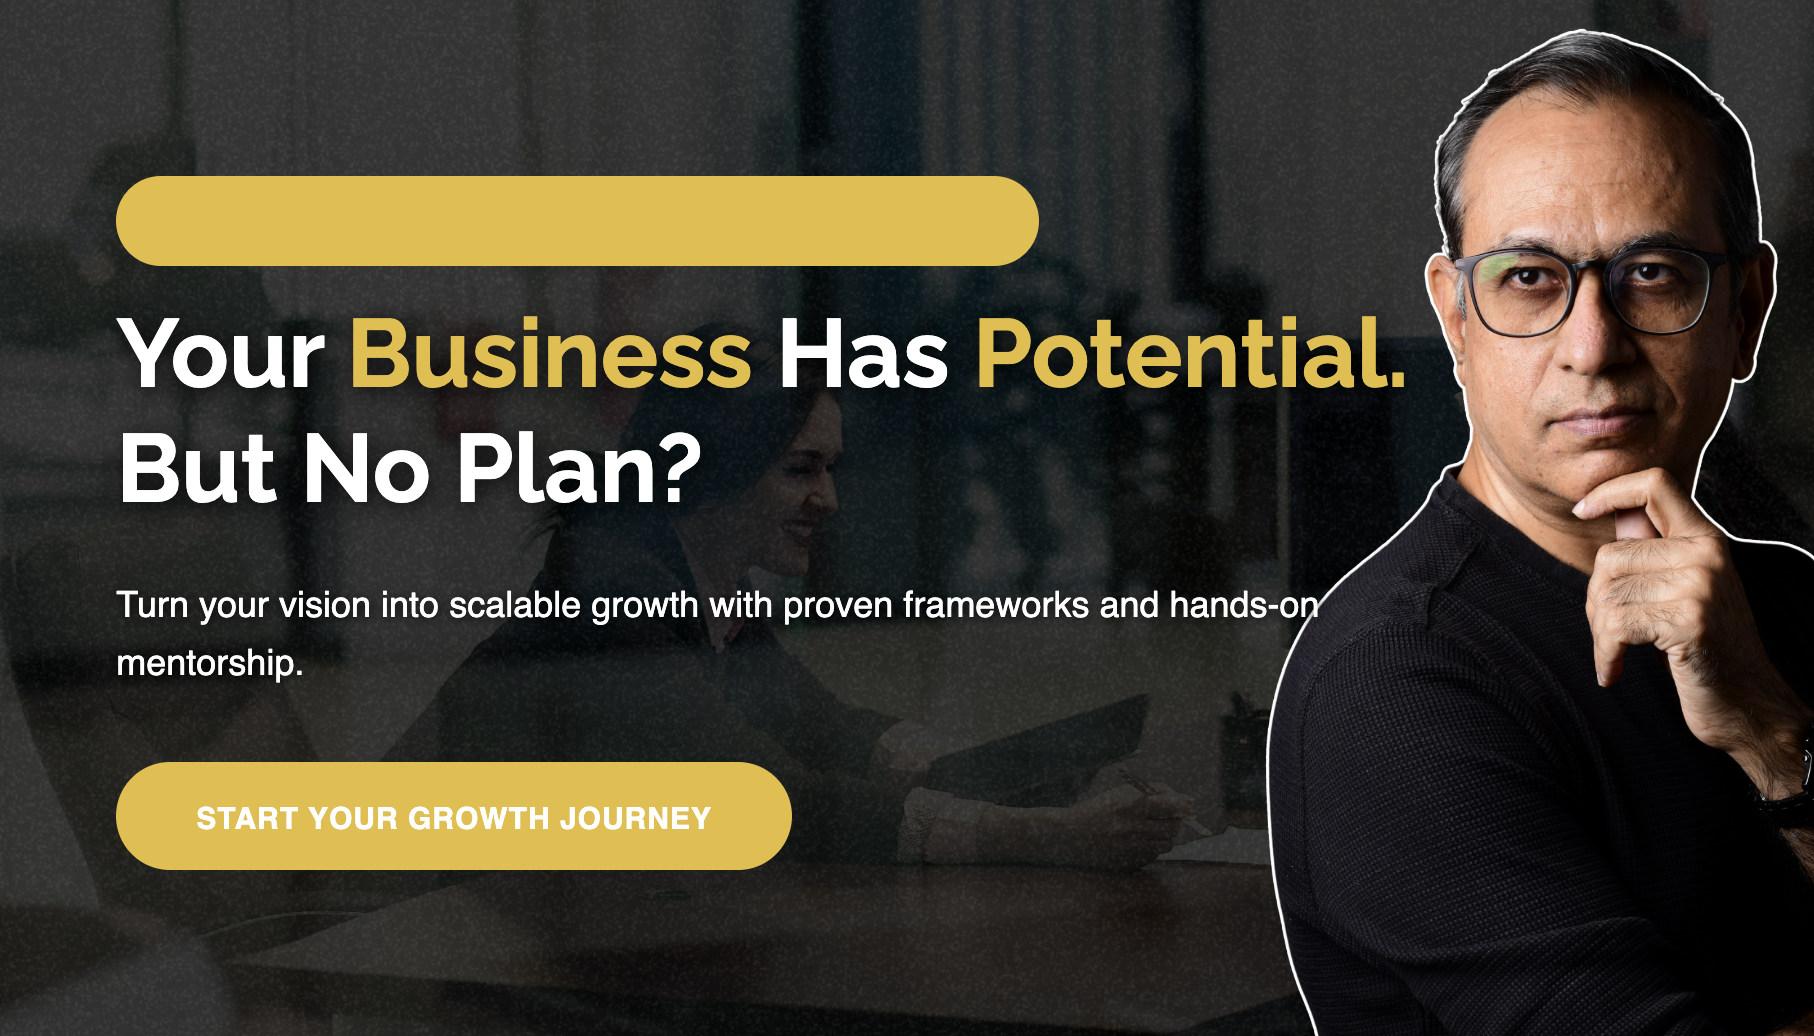 Your Business Has Potential.
But No Plan?
Turn your vision into scalable growth with proven frameworks and hands-on
mentorship.
START YOUR GROWTH JOURNEY